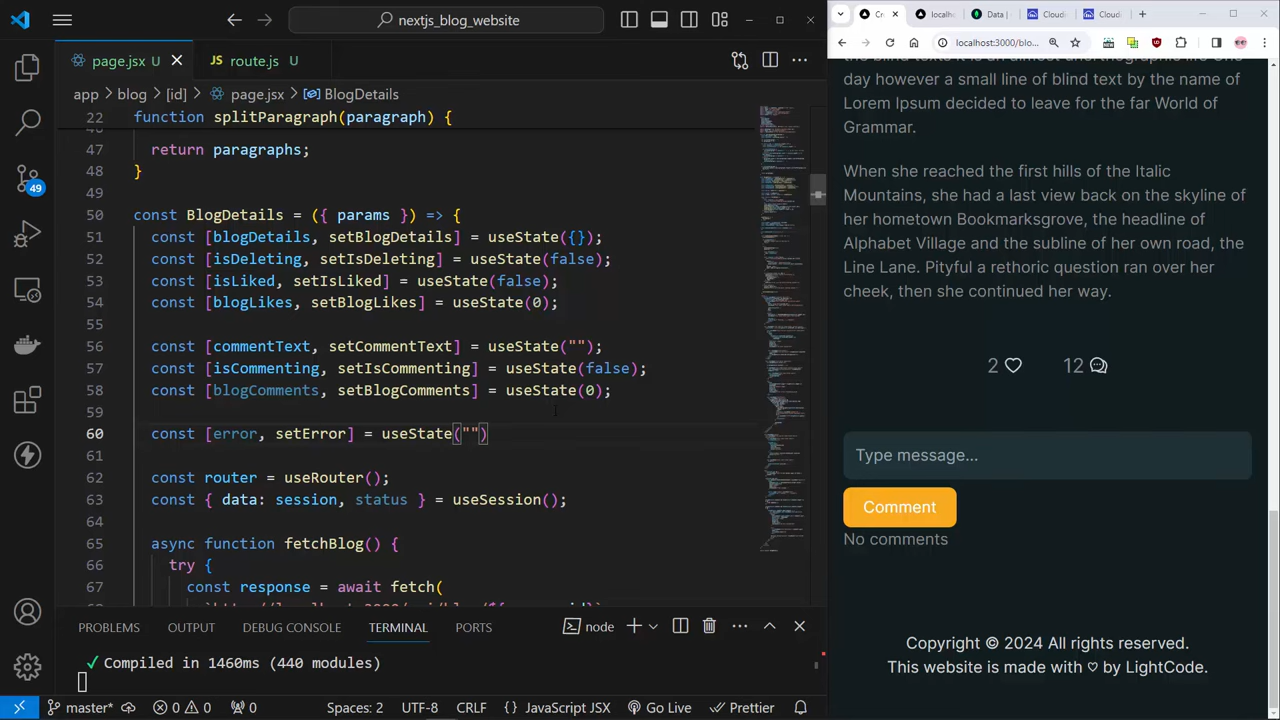 nextjs_blog_website
page.jsx
JS route.js U
app > blog > [id] > page.jsx > BlogDetails
22 function splitParagraph(paragraph) {
47 return paragraphs;
48 }
49
50 const BlogDetails = ({ params }) => {
51 const [blogDetails, setBlogDetails] = useState({});
52 const [isDeleting, setIsDeleting] = useState(false);
53 const [isLiked, setIsLiked] = useState(false);
54 const [blogLikes, setBlogLikes] = useState(0);
55
56 const [commentText, setCommentText] = useState("");
57 const [isCommenting, setIsCommenting] = useState(false);
58 const [blogComments, setBlogComments] = useState(0);
59
60 const [error, setError] = useState("")
61
62 const router = useRouter();
63 const { data: session, status } = useSession();
64
65 async function fetchBlog() {
66 try {
67 const response = await fetch(
PROBLEMS OUTPUT DEBUG CONSOLE TERMINAL PORTS node
✓ Compiled in 1460ms (440 modules)
49
master* 0 0 0 Spaces: 2 UTF-8 CRLF {} JavaScript JSX Go Live Prettier
Cr localho Data | Cloudi Cloudi
localhost:3000/blo...
day however a small line of blind text by the name of
Lorem Ipsum decided to leave for the far World of
Grammar.
When she reached the first hills of the Italic
Mountains, she had a last view back on the skyline of
her hometown Bookmarksgrove, the headline of
Alphabet Village and the subline of her own road, the
Line Lane. Pityful a rethoric question ran over her
cheek, then she continued her way.
2 12
Type message...
Comment
No comments
Copyright © 2024 All rights reserved.
This website is made with ♡ by LightCode.